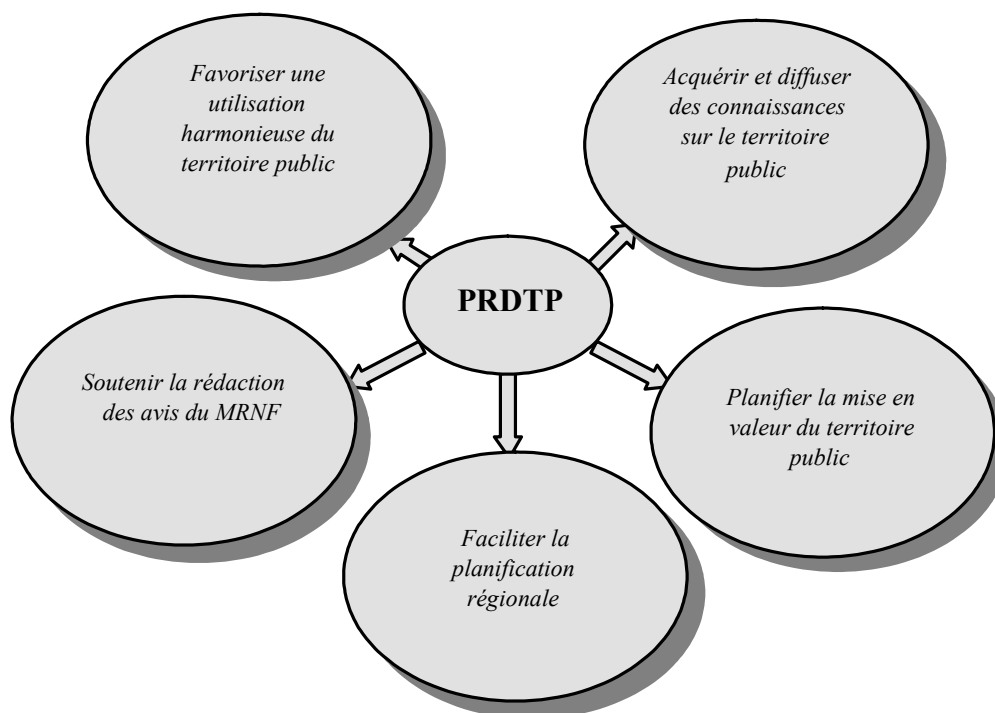 Favoriser une
utilisation
harmonieuse du
territoire public
Acquérir et diffuser
des connaissances
sur le territoire
public
PRDTP
Soutenir la rédaction
des avis du MRNF
Planifier la mise en
valeur du territoire
public
Faciliter la
planification
régionale